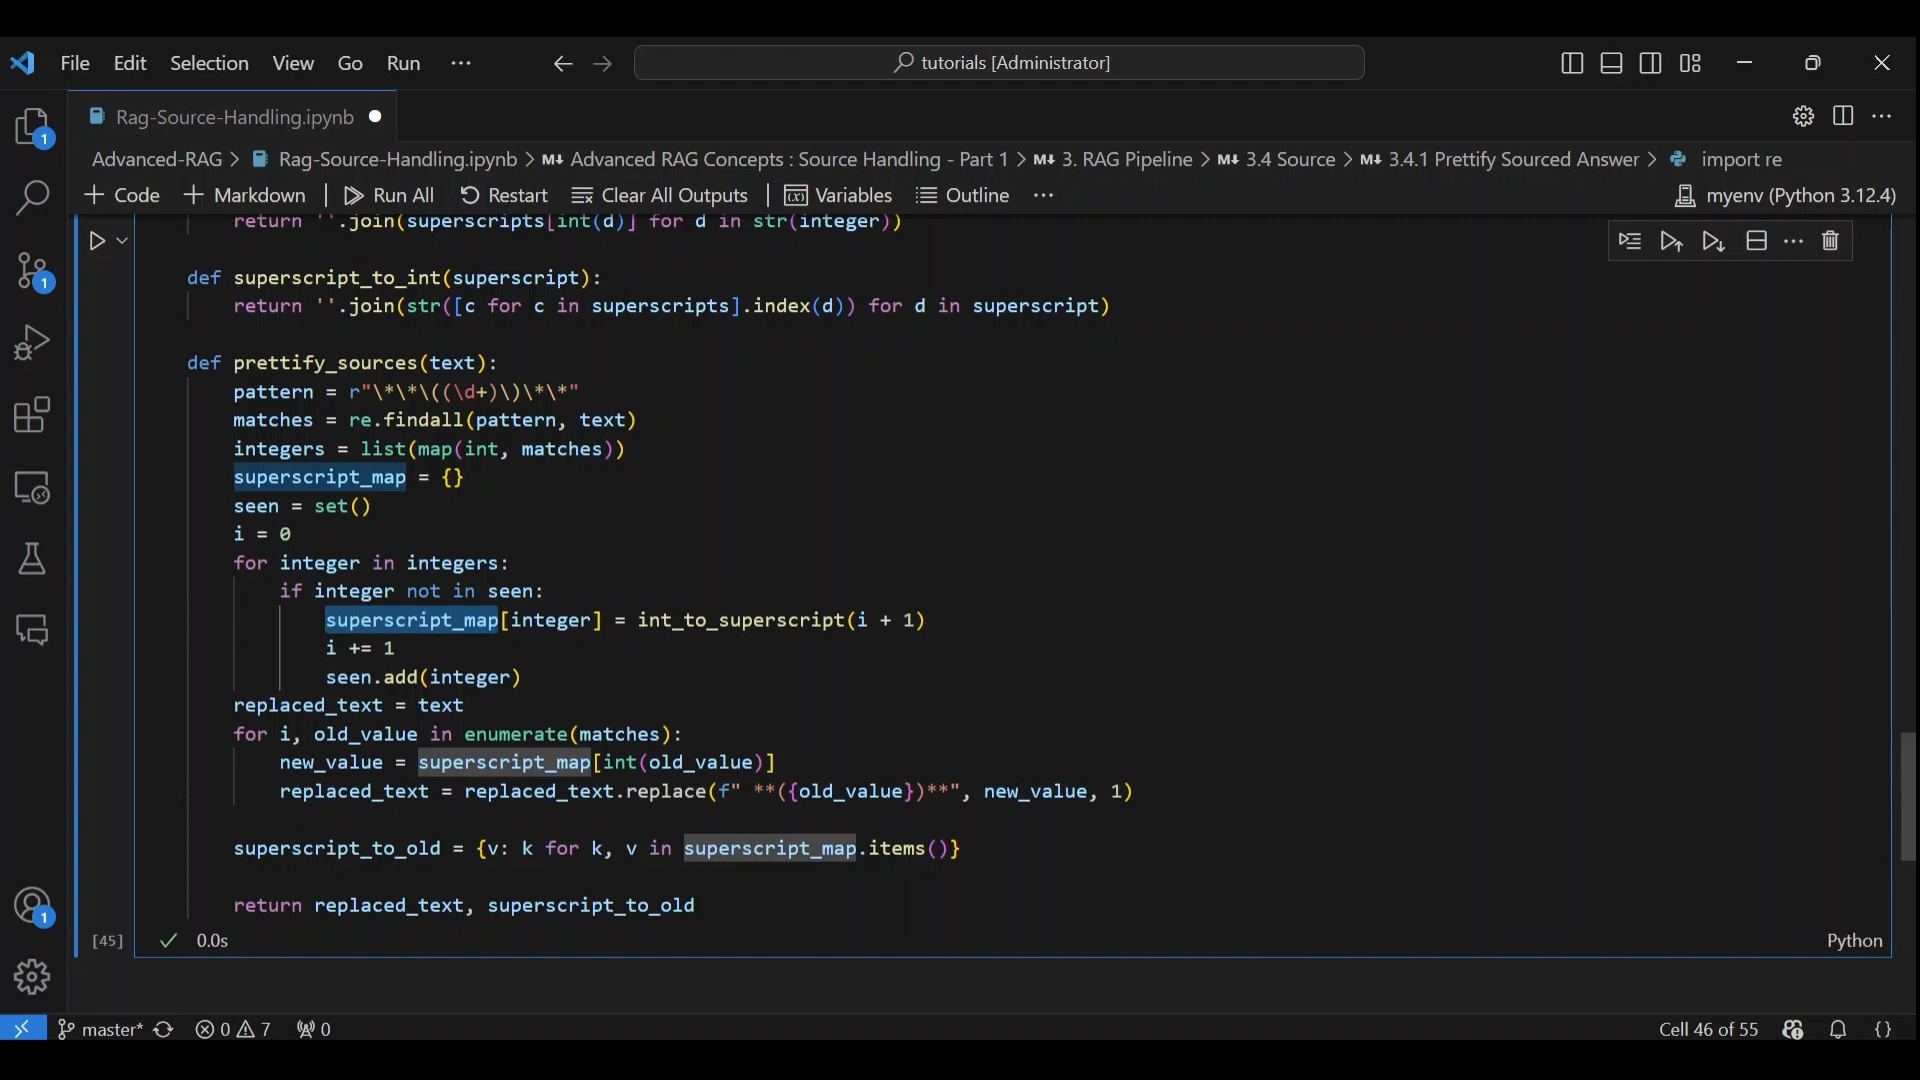 File Edit Selection View Go Run ··· ← → tutorials [Administrator]
Rag-Source-Handling.ipynb
Advanced-RAG > Rag-Source-Handling.ipynb > M↓ Advanced RAG Concepts : Source Handling - Part 1 > M↓ 3. RAG Pipeline > M↓ 3.4 Source > M↓ 3.4.1 Prettify Sourced Answer > import re
+ Code + Markdown | Run All Restart Clear All Outputs | Variables Outline ··· myenv (Python 3.12.4)
return ''.join(superscripts[int(d)] for d in str(integer))
def superscript_to_int(superscript):
return ''.join(str([c for c in superscripts].index(d)) for d in superscript)
def prettify_sources(text):
pattern = r"\*\*\((\d+)\)\*\*"
matches = re.findall(pattern, text)
integers = list(map(int, matches))
superscript_map = {}
seen = set()
i = 0
for integer in integers:
if integer not in seen:
superscript_map[integer] = int_to_superscript(i + 1)
i += 1
seen.add(integer)
replaced_text = text
for i, old_value in enumerate(matches):
new_value = superscript_map[int(old_value)]
replaced_text = replaced_text.replace(f" **({old_value})**", new_value, 1)
superscript_to_old = {v: k for k, v in superscript_map.items()}
return replaced_text, superscript_to_old
[45] ✓ 0.0s Python
1
1
1
master* 0 7 0 Cell 46 of 55 {}